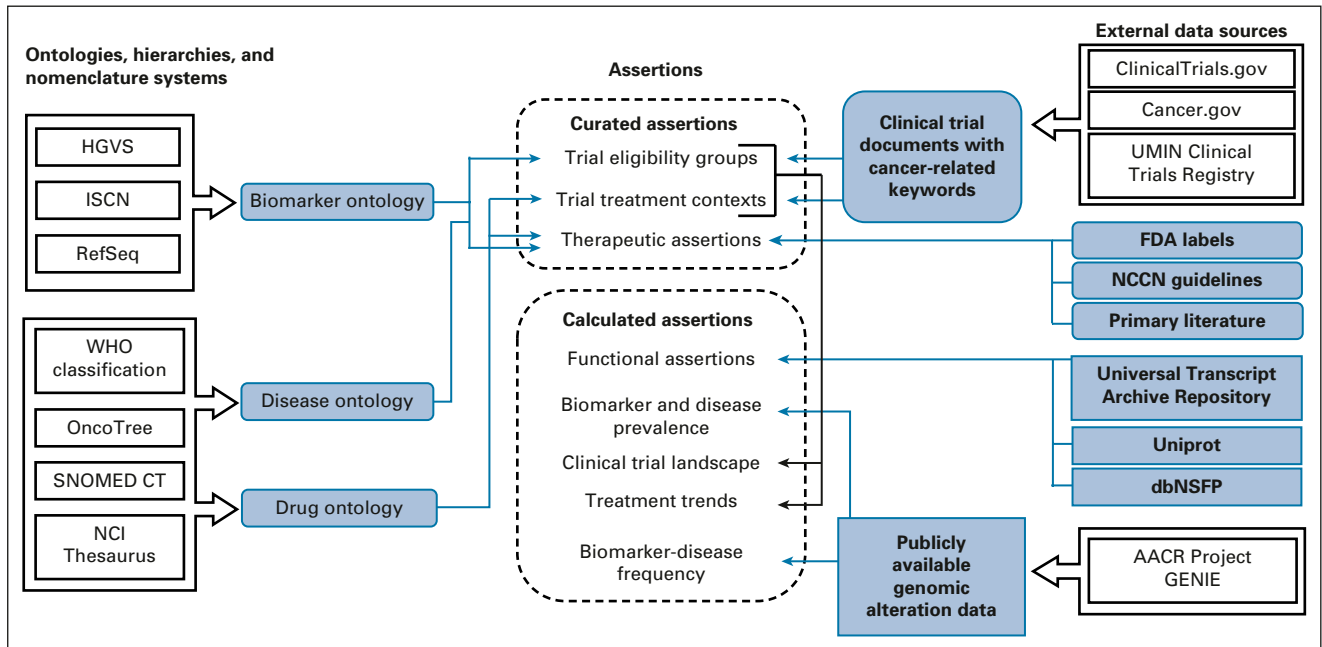 Ontologies, hierarchies, and
nomenclature systems
HGVS
ISCN
RefSeq
WHO
classification
OncoTree
SNOMED CT
NCI
Thesaurus
Biomarker ontology
Disease ontology
Drug ontology
Assertions
Curated assertions
Trial eligibility groups
Trial treatment contexts
Therapeutic assertions
Calculated assertions
Functional assertions
Biomarker and disease
prevalence
Clinical trial landscape
Treatment trends
Biomarker-disease
frequency
Clinical trial
documents with
cancer-related
keywords
Publicly
available
genomic
alteration data
External data sources
ClinicalTrials.gov
Cancer.gov
UMIN Clinical
Trials Registry
FDA labels
NCCN guidelines
Primary literature
Universal Transcript
Archive Repository
Uniprot
dbNSFP
AACR Project
GENIE